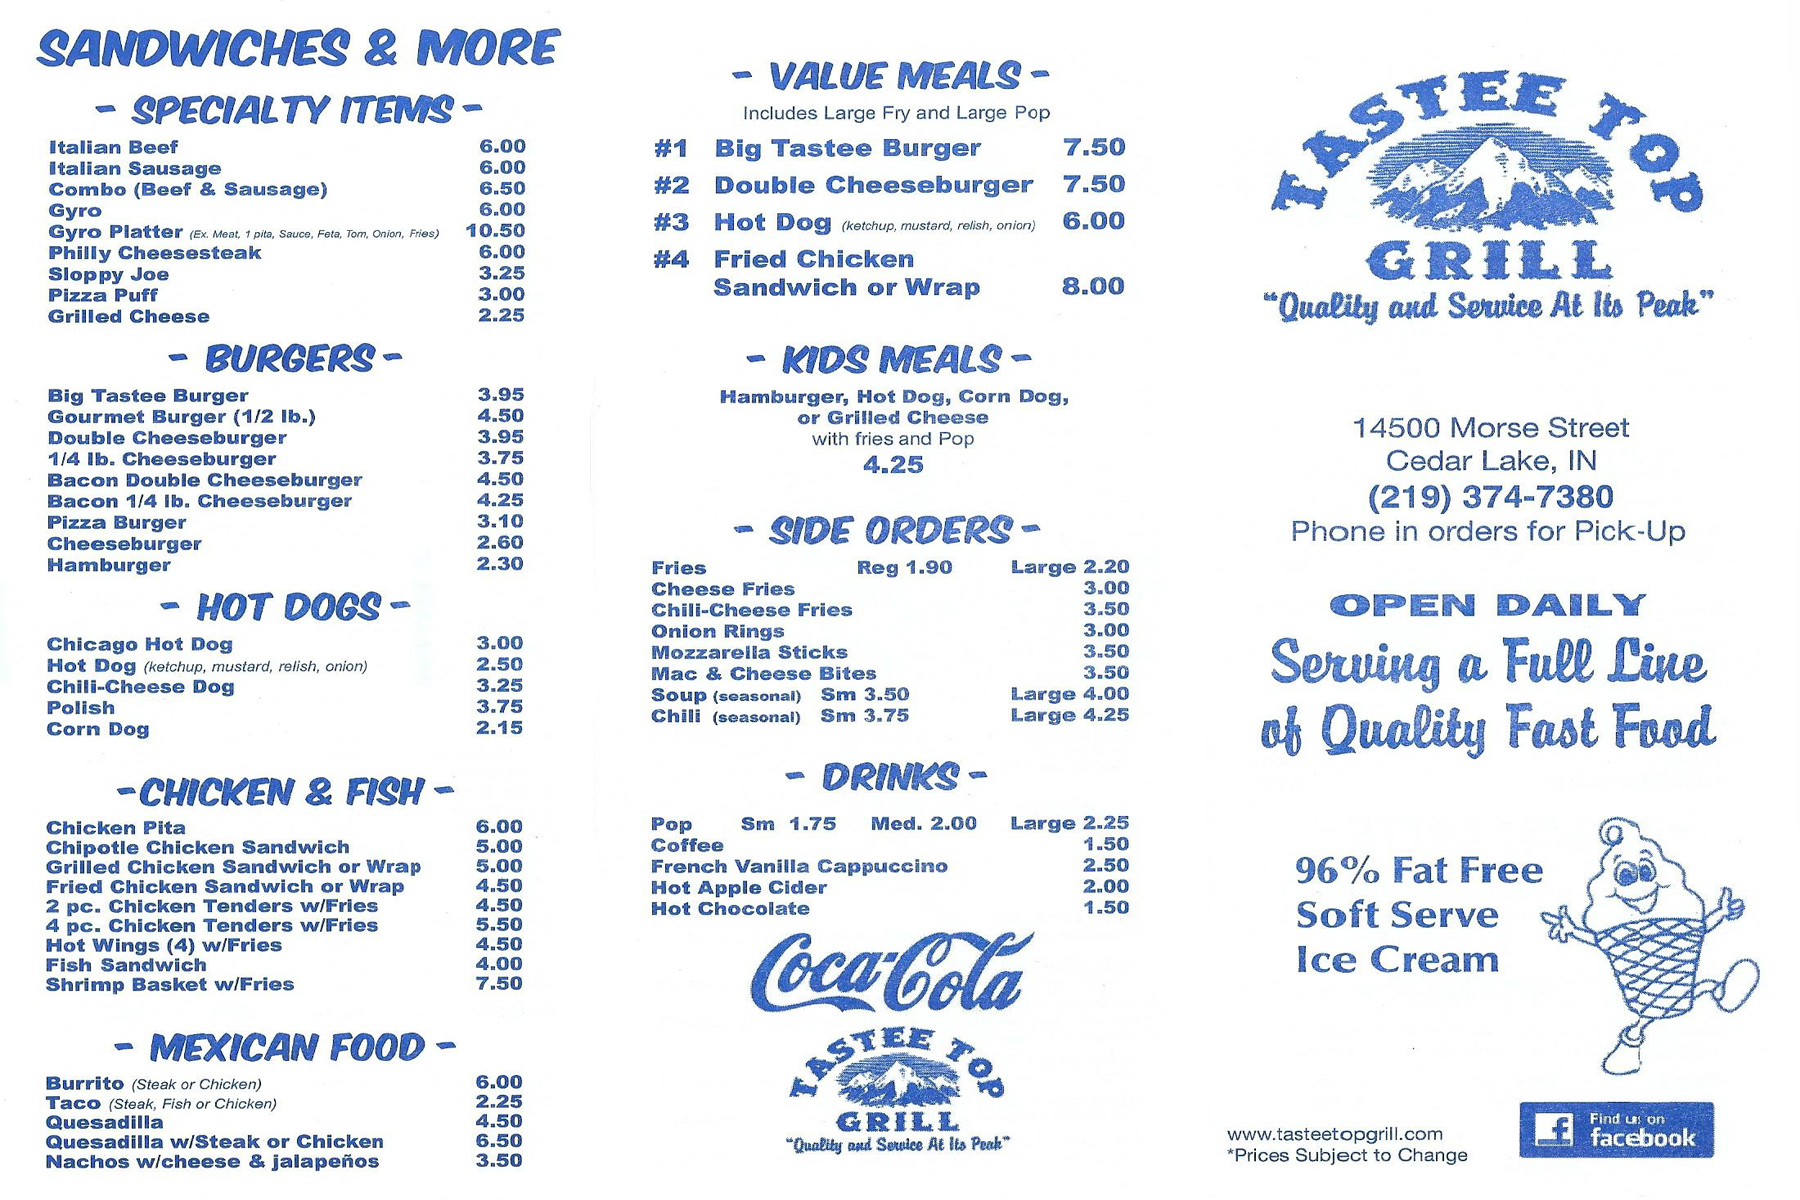 SANDWICHES & MORE
- SPECIALTY ITEMS -
Italian Beef 6.00
Italian Sausage 6.00
Combo (Beef & Sausage) 6.50
Gyro 6.00
Gyro Platter (Ex. Meat, 1 pita, Sauce, Feta, Tom, Onion, Fries) 10.50
Philly Cheesesteak 6.00
Sloppy Joe 3.25
Pizza Puff 3.00
Grilled Cheese 2.25
- BURGERS -
Big Tastee Burger 3.95
Gourmet Burger (1/2 lb.) 4.50
Double Cheeseburger 3.95
1/4 lb. Cheeseburger 3.75
Bacon Double Cheeseburger 4.50
Bacon 1/4 lb. Cheeseburger 4.25
Pizza Burger 3.10
Cheeseburger 2.60
Hamburger 2.30
- HOT DOGS -
Chicago Hot Dog 3.00
Hot Dog (ketchup, mustard, relish, onion) 2.50
Chili-Cheese Dog 3.25
Polish 3.75
Corn Dog 2.15
- CHICKEN & FISH -
Chicken Pita 6.00
Chipotle Chicken Sandwich 5.00
Grilled Chicken Sandwich or Wrap 5.00
Fried Chicken Sandwich or Wrap 4.50
2 pc. Chicken Tenders w/Fries 4.50
4 pc. Chicken Tenders w/Fries 5.50
Hot Wings (4) w/Fries 4.50
Fish Sandwich 4.00
Shrimp Basket w/Fries 7.50
- MEXICAN FOOD -
Burrito (Steak or Chicken) 6.00
Taco (Steak, Fish or Chicken) 2.25
Quesadilla 4.50
Quesadilla w/Steak or Chicken 6.50
Nachos w/cheese & jalapeños 3.50
- VALUE MEALS -
Includes Large Fry and Large Pop
#1 Big Tastee Burger 7.50
#2 Double Cheeseburger 7.50
#3 Hot Dog (ketchup, mustard, relish, onion) 6.00
#4 Fried Chicken
Sandwich or Wrap 8.00
- KIDS MEALS -
Hamburger, Hot Dog, Corn Dog,
or Grilled Cheese
with fries and Pop
4.25
- SIDE ORDERS -
Fries Reg 1.90 Large 2.20
Cheese Fries 3.00
Chili-Cheese Fries 3.50
Onion Rings 3.00
Mozzarella Sticks 3.50
Mac & Cheese Bites 3.50
Soup (seasonal) Sm 3.50 Large 4.00
Chili (seasonal) Sm 3.75 Large 4.25
- DRINKS -
Pop Sm 1.75 Med. 2.00 Large 2.25
Coffee 1.50
French Vanilla Cappuccino 2.50
Hot Apple Cider 2.00
Hot Chocolate 1.50
Coca-Cola
TASTEE TOP
GRILL
"Quality and Service At Its Peak"
TASTEE TOP
GRILL
"Quality and Service At Its Peak"
14500 Morse Street
Cedar Lake, IN
(219) 374-7380
Phone in orders for Pick-Up
OPEN DAILY
Serving a Full Line
of Quality Fast Food
96% Fat Free
Soft Serve
Ice Cream
www.tasteetopgrill.com
*Prices Subject to Change
f
Find us on
facebook